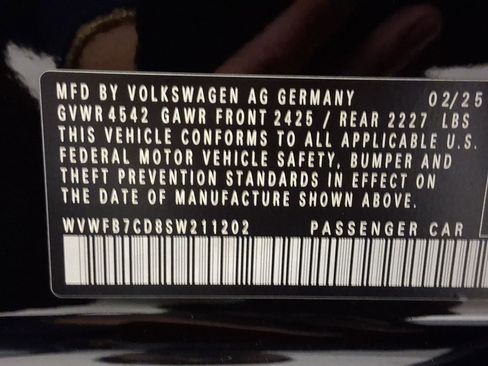 MFD BY VOLKSWAGEN AG GERMANY 02/25
GVWR 4542 GAWR FRONT 2425 / REAR 2227 LBS
THIS VEHICLE CONFORMS TO ALL APPLICABLE U.S.
FEDERAL MOTOR VEHICLE SAFETY, BUMPER AND
THEFT PREVENTION STANDARDS IN EFFECT ON
THE DATE OF MANUFACTURE SHOWN ABOVE.
WVWFB7CD8SW211202 PASSENGER CAR